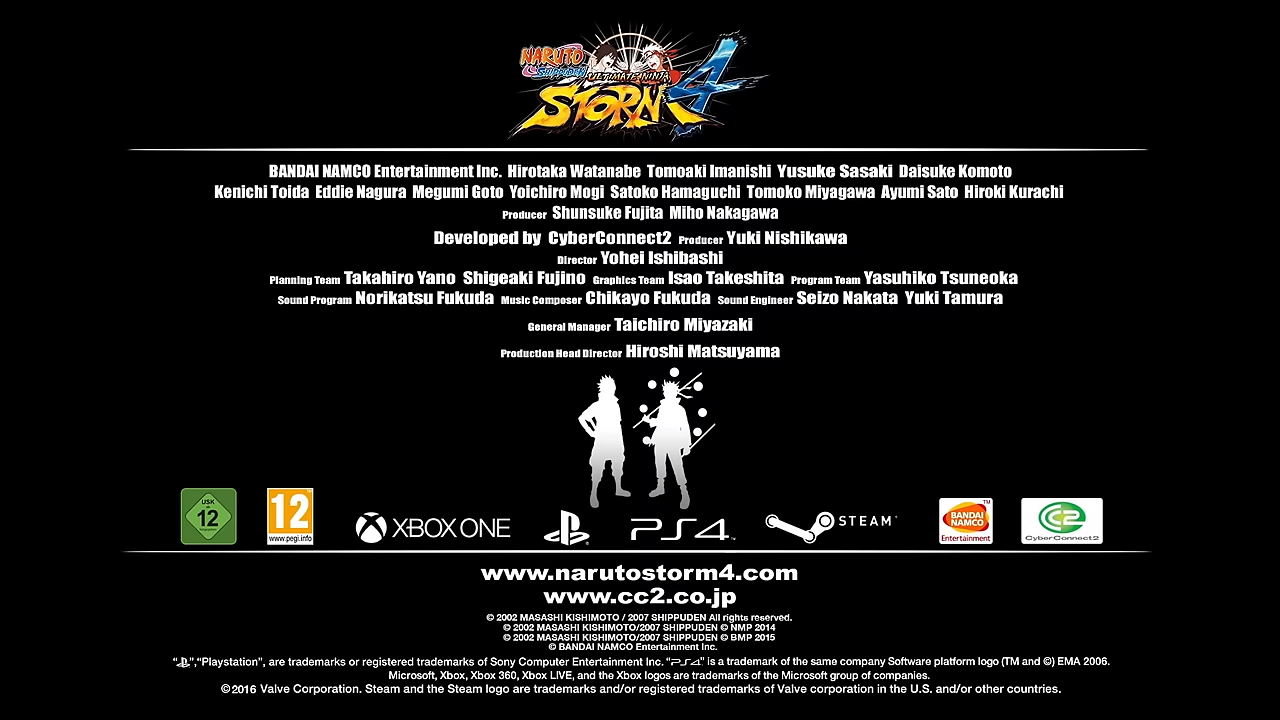 NARUTO
SHIPPUDEN
ULTIMATE NINJA
STORM 4
BANDAI NAMCO Entertainment Inc. Hirotaka Watanabe Tomoaki Imanishi Yusuke Sasaki Daisuke Komoto
Kenichi Toida Eddie Nagura Megumi Goto Yoichiro Mogi Satoko Hamaguchi Tomoko Miyagawa Ayumi Sato Hiroki Kurachi
Producer Shunsuke Fujita Miho Nakagawa
Developed by CyberConnect2 Producer Yuki Nishikawa
Director Yohei Ishibashi
Planning Team Takahiro Yano Shigeaki Fujino Graphics Team Isao Takeshita Program Team Yasuhiko Tsuneoka
Sound Program Norikatsu Fukuda Music Composer Chikayo Fukuda Sound Engineer Seizo Nakata Yuki Tamura
General Manager Taichiro Miyazaki
Production Head Director Hiroshi Matsuyama
USK
12
12
www.pegi.info
XBOX ONE
PS4™
STEAM™
BANDAI
NAMCO
Entertainment
CyberConnect2
www.narutostorm4.com
www.cc2.co.jp
© 2002 MASASHI KISHIMOTO / 2007 SHIPPUDEN All rights reserved.
© 2002 MASASHI KISHIMOTO/2007 SHIPPUDEN © NMP 2014
© 2002 MASASHI KISHIMOTO/2007 SHIPPUDEN © BMP 2015
© BANDAI NAMCO Entertainment Inc.
“ ”,“Playstation”, are trademarks or registered trademarks of Sony Computer Entertainment Inc. “PS4” is a trademark of the same company Software platform logo (TM and ©) EMA 2006.
Microsoft, Xbox, Xbox 360, Xbox LIVE, and the Xbox logos are trademarks of the Microsoft group of companies.
©2016 Valve Corporation. Steam and the Steam logo are trademarks and/or registered trademarks of Valve corporation in the U.S. and/or other countries.